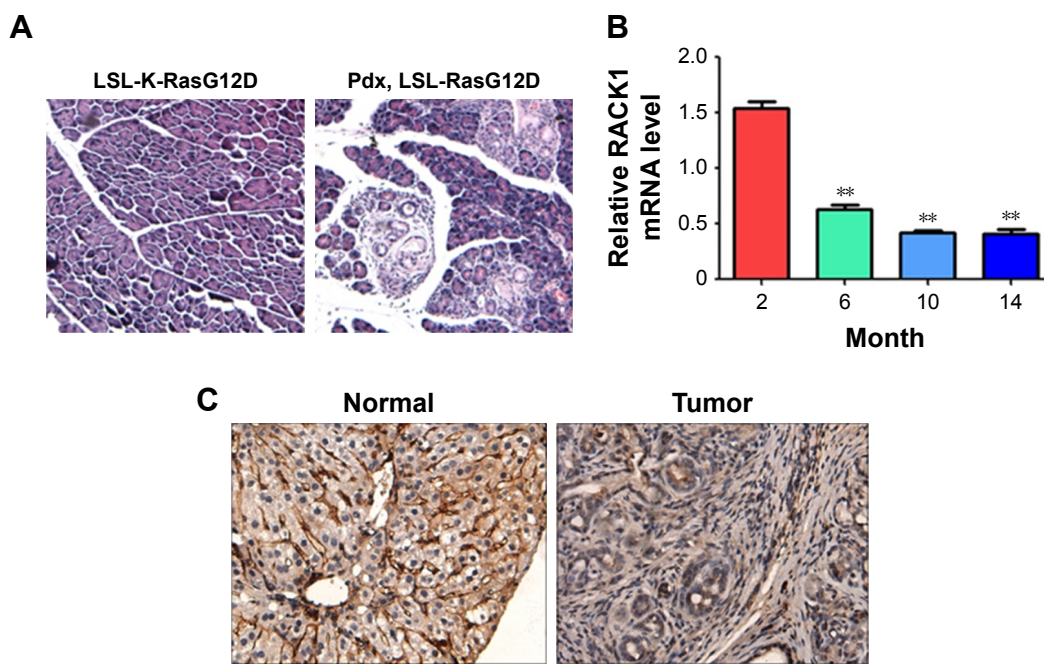 A
LSL-K-RasG12D
Pdx, LSL-RasG12D
B
Relative RACK1
mRNA level
2.0
1.5
1.0
0.5
0
**
**
**
2 6 10 14
Month
C
Normal
Tumor